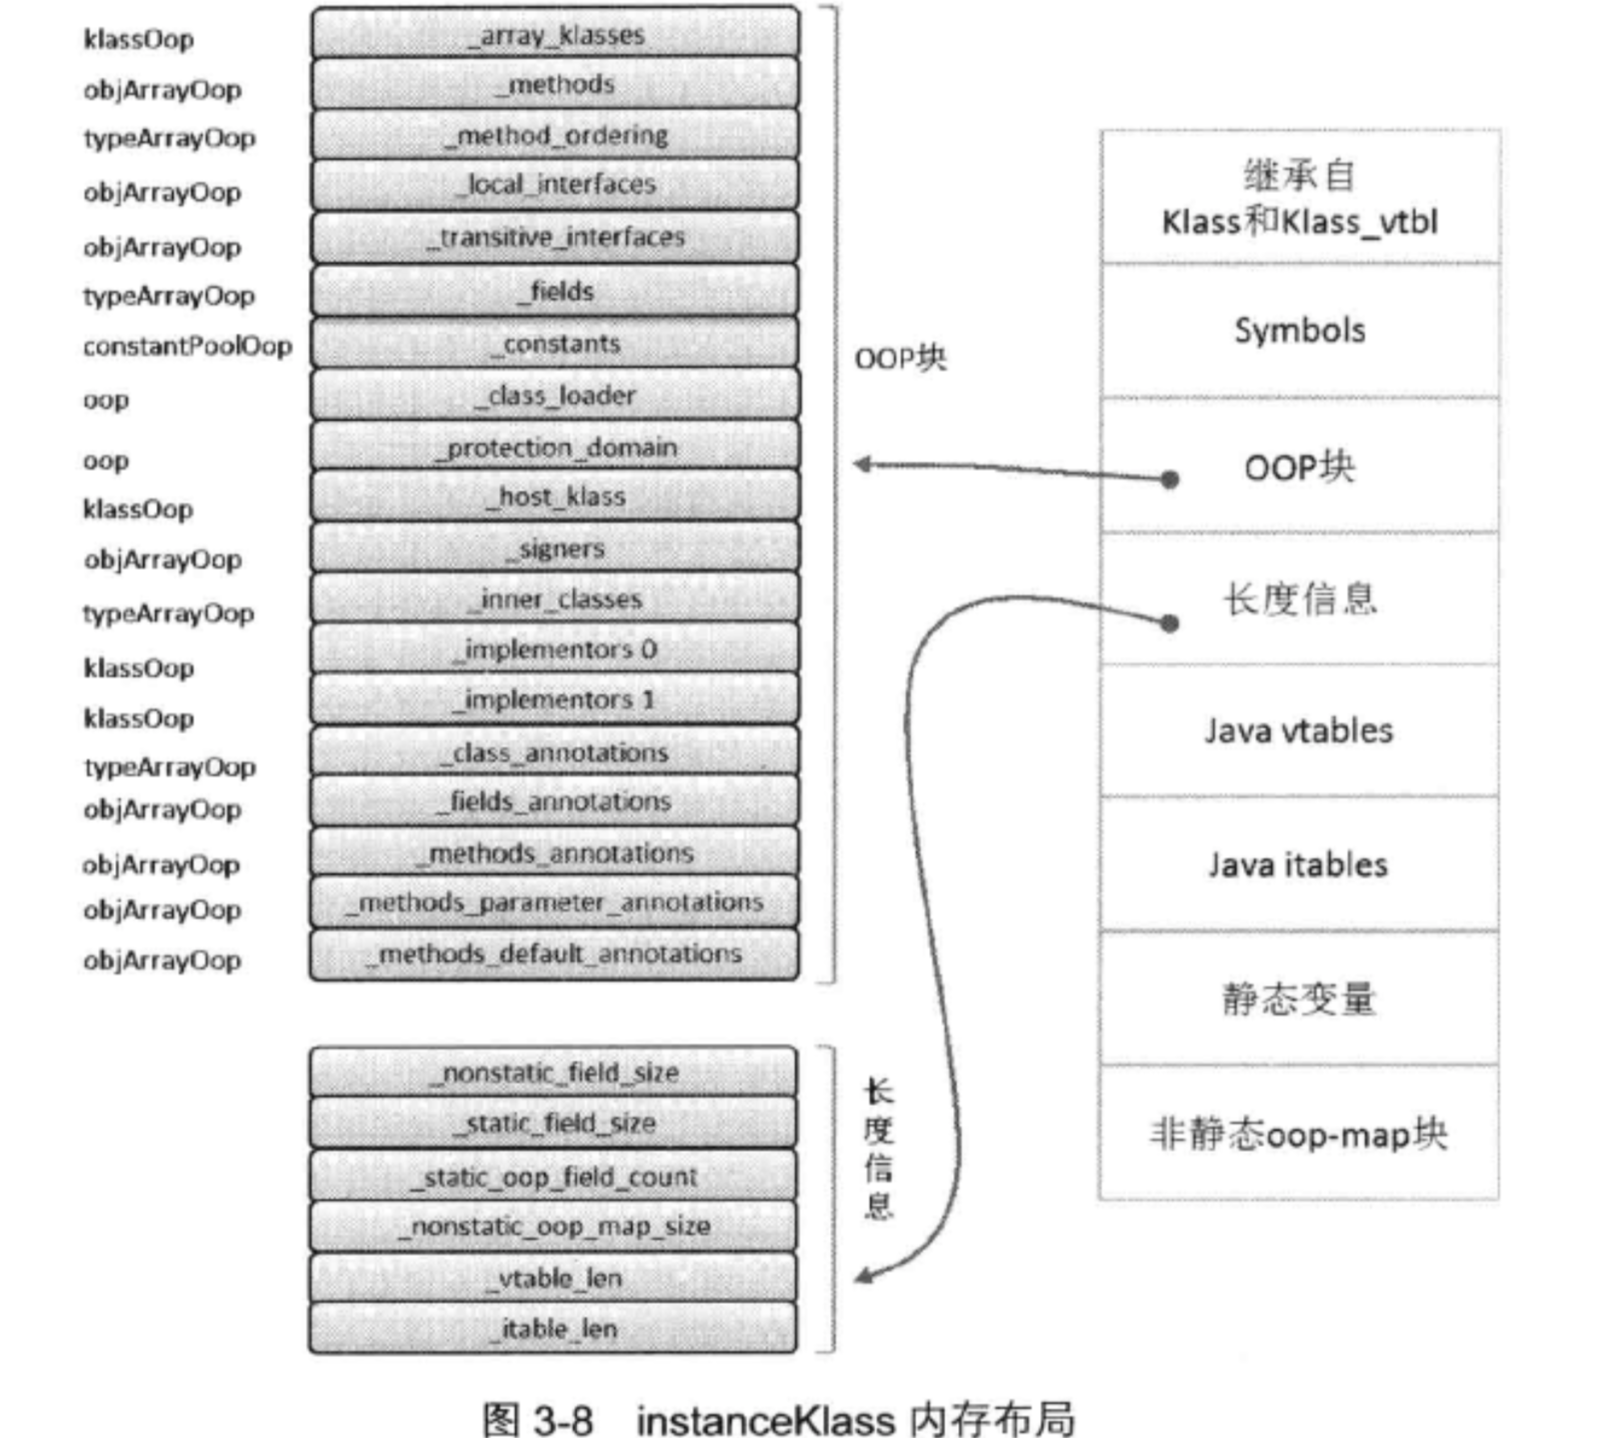 klassOop _array_klasses
objArrayOop _methods
typeArrayOop _method_ordering
objArrayOop _local_interfaces
objArrayOop _transitive_interfaces
typeArrayOop _fields
constantPoolOop _constants
oop _class_loader
oop _protection_domain
klassOop _host_klass
objArrayOop _signers
typeArrayOop _inner_classes
klassOop _implementors 0
klassOop _implementors 1
typeArrayOop _class_annotations
objArrayOop _fields_annotations
objArrayOop _methods_annotations
objArrayOop _methods_parameter_annotations
objArrayOop _methods_default_annotations
OOP块
_nonstatic_field_size
_static_field_size
_static_oop_field_count
_nonstatic_oop_map_size
_vtable_len
_itable_len
长度信息
继承自
Klass和Klass_vtbl
Symbols
OOP块
长度信息
Java vtables
Java itables
静态变量
非静态oop-map块
图 3-8 instanceKlass 内存布局